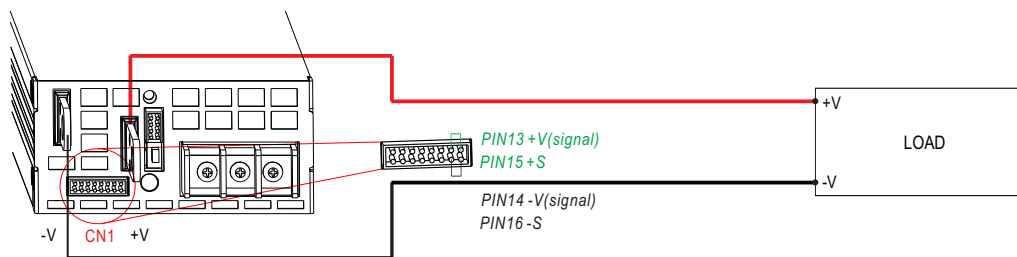 PIN13 +V(signal)
PIN15 +S
PIN14 -V(signal)
PIN16 -S
+V
LOAD
-V
-V
CN1
+V